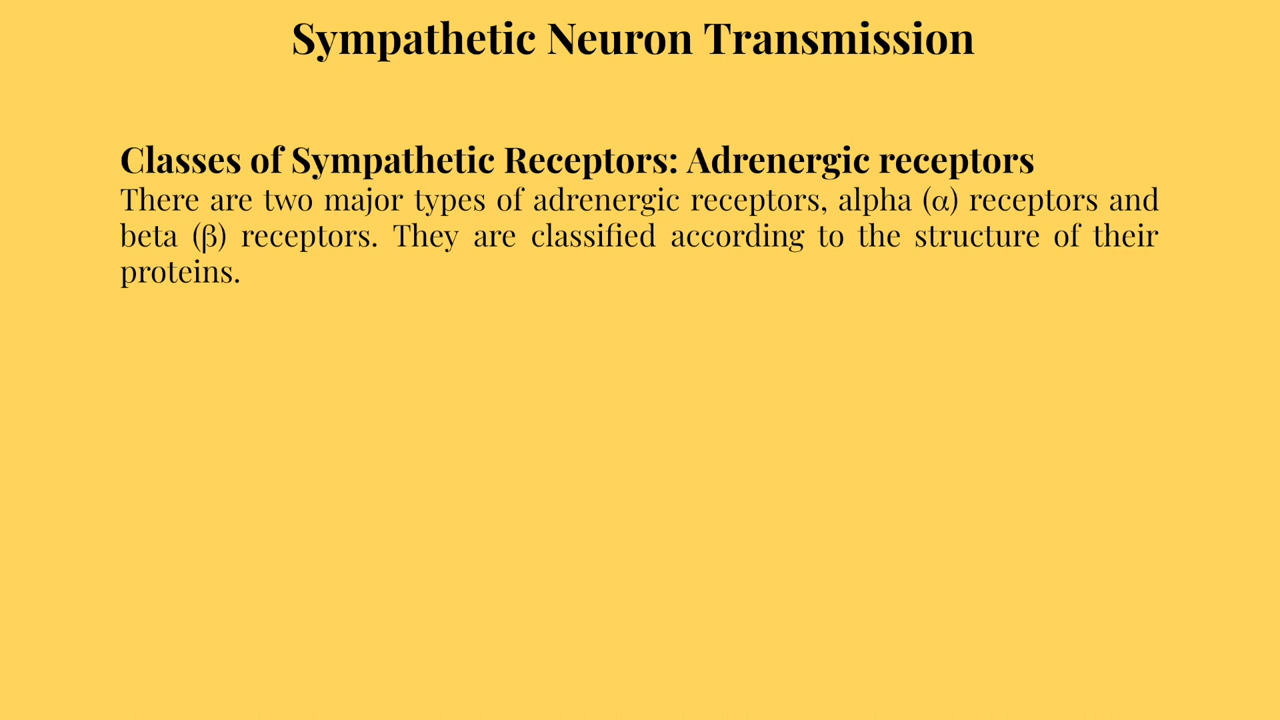 Sympathetic Neuron Transmission
Classes of Sympathetic Receptors: Adrenergic receptors
There are two major types of adrenergic receptors, alpha (α) receptors and
beta (β) receptors. They are classified according to the structure of their
proteins.